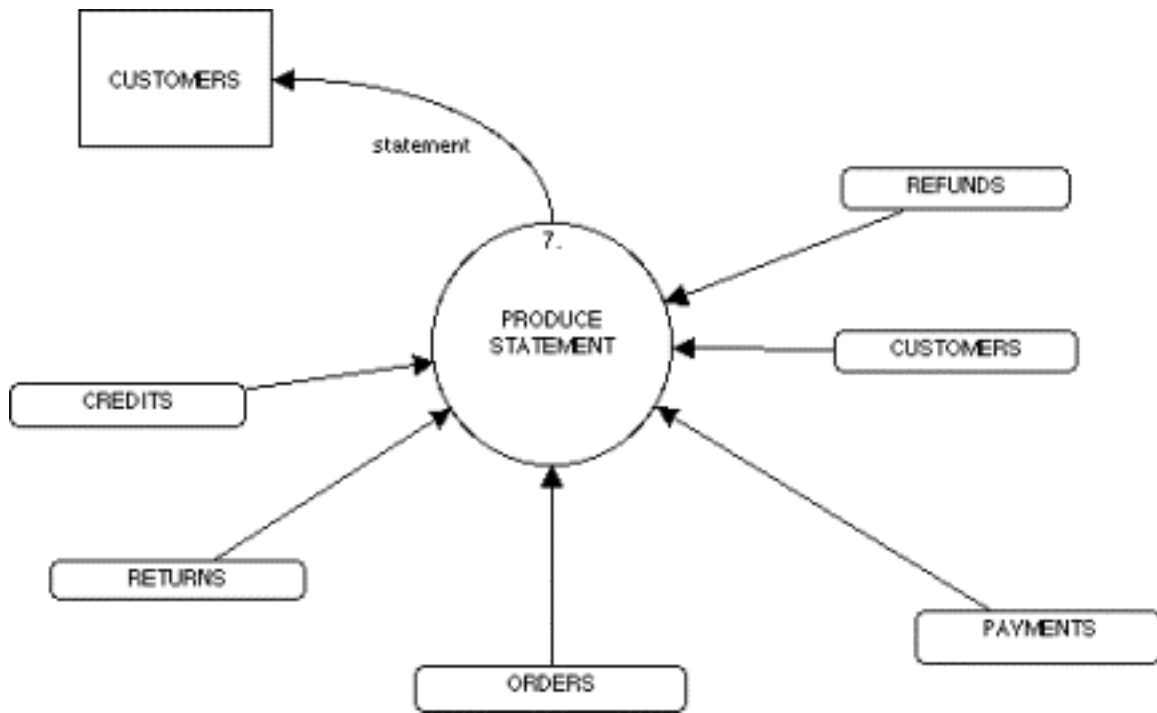 CUSTOMERS
statement
REFUNDS
7.
PRODUCE
STATEMENT
CUSTOMERS
CREDITS
RETURNS
PAYMENTS
ORDERS